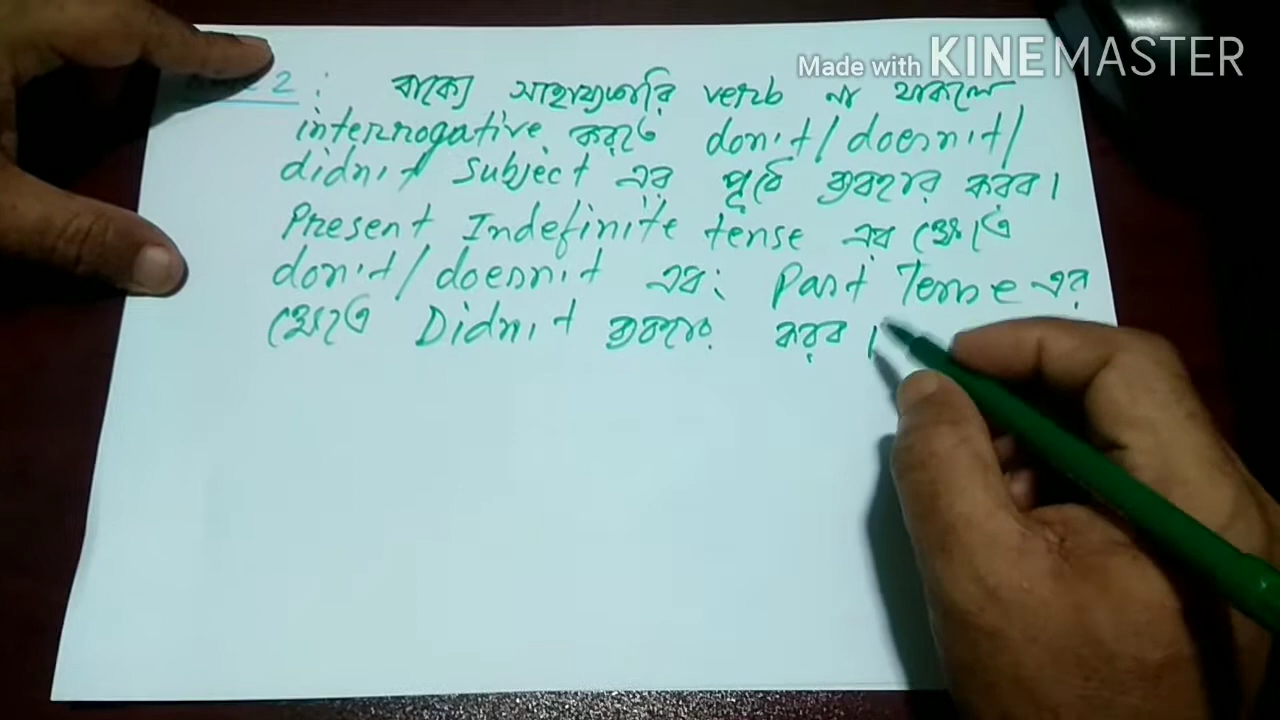 Made with KINEMASTER
2 : বাক্যে সাহায্যকারি verb না থাকলে
interrogative করতে don't/doesn't/
didn't subject এর পূর্বে ব্যবহার করব।
Present Indefinite tense এর ক্ষেত্রে
don't/doesn't এবং Past Tense এর
ক্ষেত্রে Didn't ব্যবহার করব।